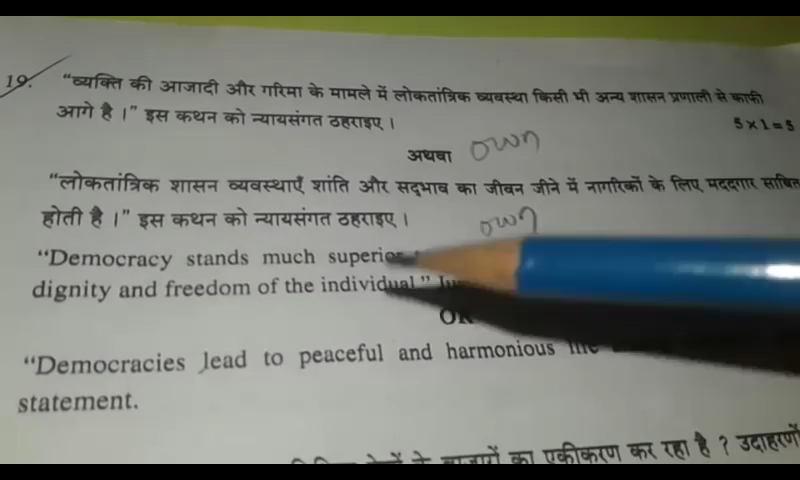 19. “व्यक्ति की आजादी और गरिमा के मामले में लोकतांत्रिक व्यवस्था किसी भी अन्य शासन प्रणाली से काफी
आगे है ।” इस कथन को न्यायसंगत ठहराइए । 5 × 1 = 5
अथवा own
“लोकतांत्रिक शासन व्यवस्थाएँ शांति और सद्भाव का जीवन जीने में नागरिकों के लिए मददगार साबित
होती है ।” इस कथन को न्यायसंगत ठहराइए । own
“Democracy stands much superior
dignity and freedom of the individual.”
OR
“Democracies lead to peaceful and harmonious life
statement.
का एकीकरण कर रहा है ? उदाहरणों